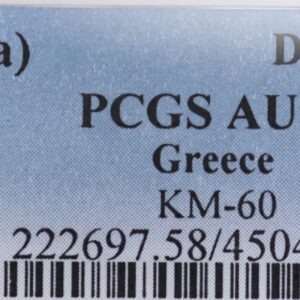 a) D
PCGS AU
Greece
KM-60
222697.58/4504